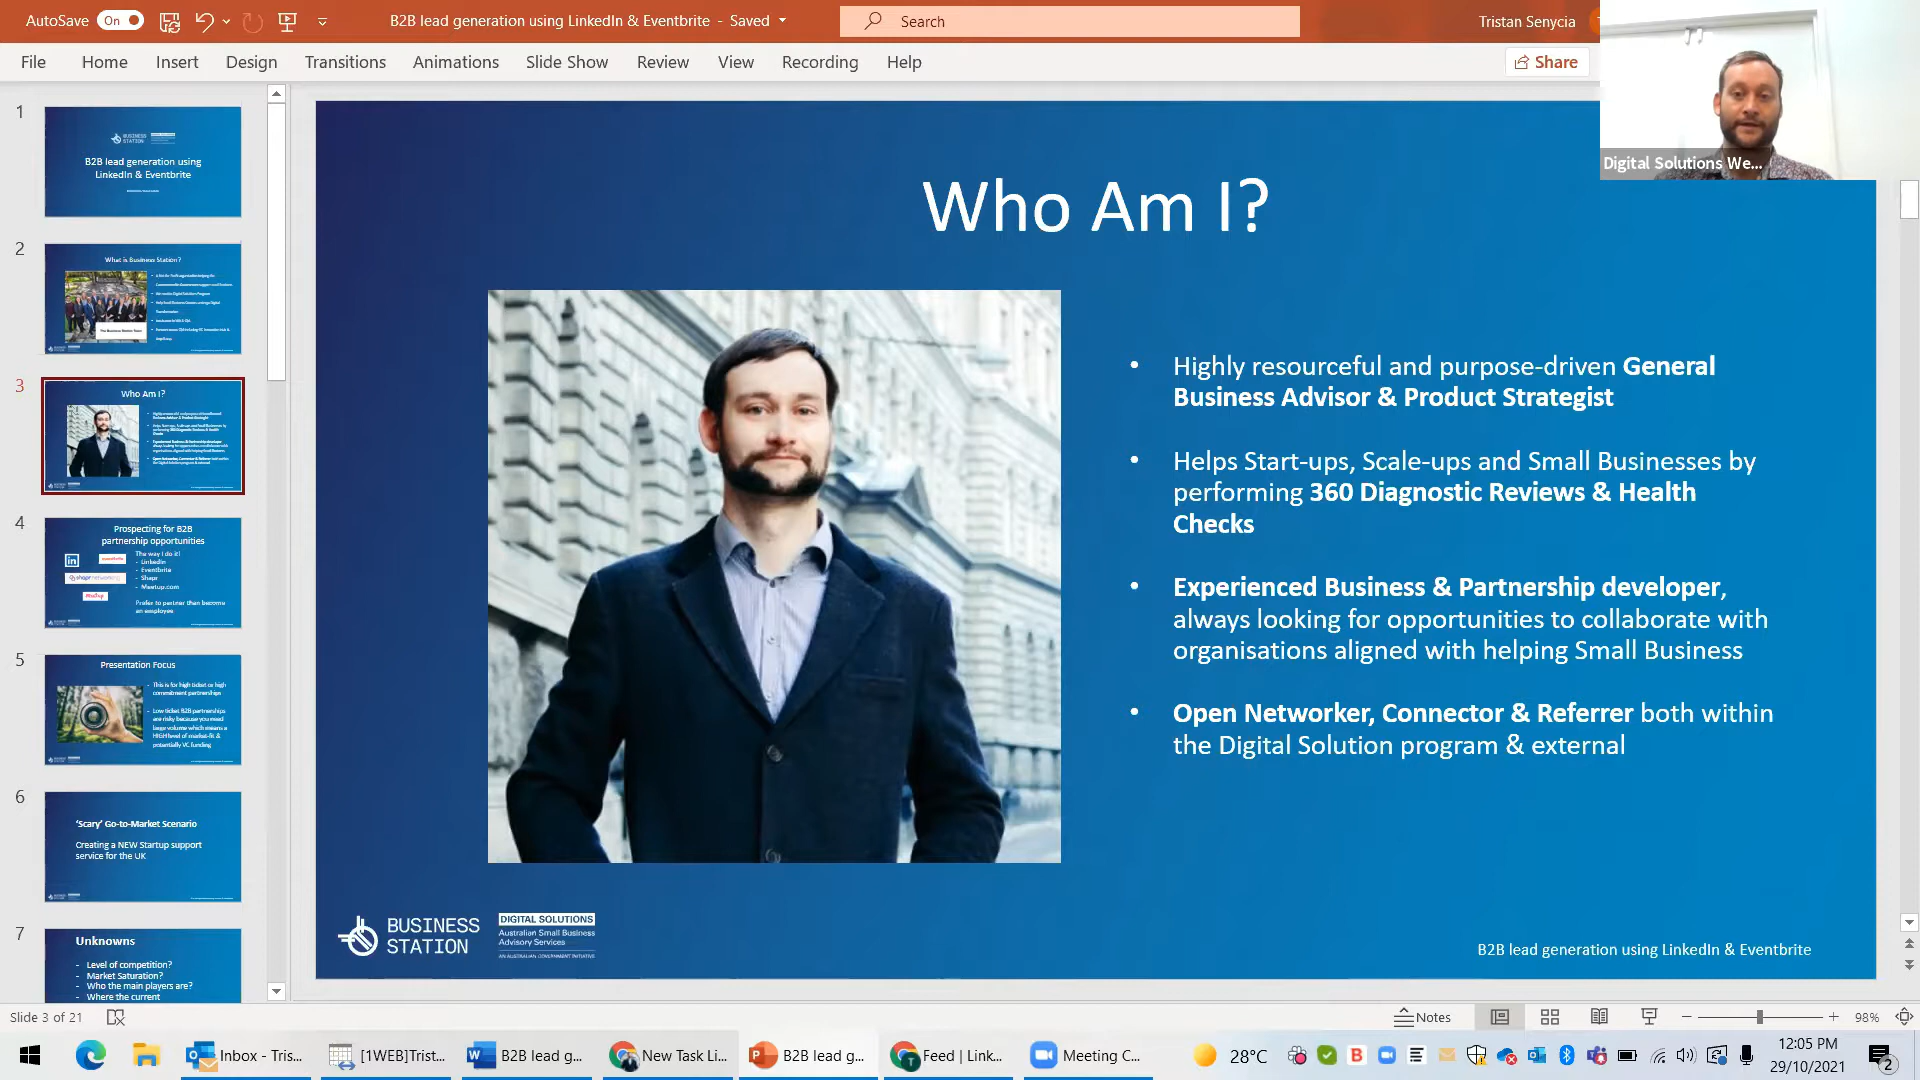 AutoSave On
B2B lead generation using LinkedIn & Eventbrite - Saved
Search
Tristan Senycia
File Home Insert Design Transitions Animations Slide Show Review View Recording Help
Share
Digital Solutions We...
1
BUSINESS STATION
B2B lead generation using
LinkedIn & Eventbrite
2
What is Business Station?
3
Who Am I?
4
Prospecting for B2B
partnership opportunities
The way I do it!
- LinkedIn
- Eventbrite
- Shapr
- Meetup.com
Prefer to partner than become
an employee
5
Presentation Focus
- This is for high ticket or high
commitment partnerships
- Low ticket B2B partnerships
are risky because you need
large volume which means a
HIGH level of market-fit &
potentially VC funding
6
'Scary' Go-to-Market Scenario
Creating a NEW Startup support
service for the UK
7
Unknowns
- Level of competition?
- Market Saturation?
- Who the main players are?
- Where the current
Who Am I?
• Highly resourceful and purpose-driven General
Business Advisor & Product Strategist
• Helps Start-ups, Scale-ups and Small Businesses by
performing 360 Diagnostic Reviews & Health
Checks
• Experienced Business & Partnership developer,
always looking for opportunities to collaborate with
organisations aligned with helping Small Business
• Open Networker, Connector & Referrer both within
the Digital Solution program & external
BUSINESS
STATION
DIGITAL SOLUTIONS
Australian Small Business
Advisory Services
AN AUSTRALIAN GOVERNMENT INITIATIVE
B2B lead generation using LinkedIn & Eventbrite
Slide 3 of 21
Notes
98%
Inbox - Tris...
[1WEB]Trist...
B2B lead g...
New Task Li...
B2B lead g...
Feed | Link...
Meeting C...
28°C
12:05 PM
29/10/2021
2